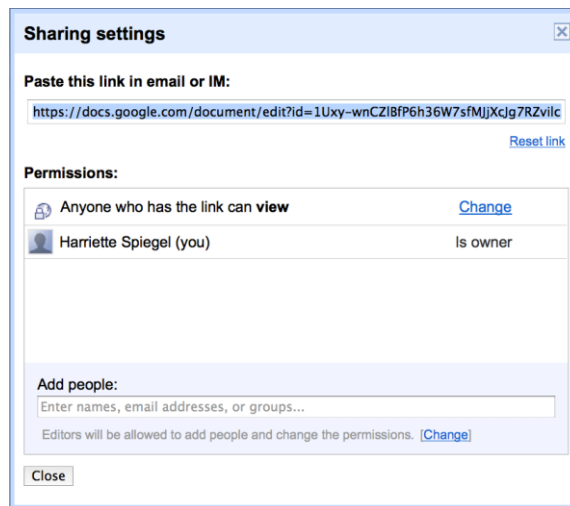 Sharing settings
Paste this link in email or IM:
https://docs.google.com/document/edit?id=1Uxy-wnCZlBfP6h36W7sfMJjXcJg7RZvilc
Reset link
Permissions:
Anyone who has the link can view Change
Harriette Spiegel (you) Is owner
Add people:
Enter names, email addresses, or groups...
Editors will be allowed to add people and change the permissions. [Change]
Close